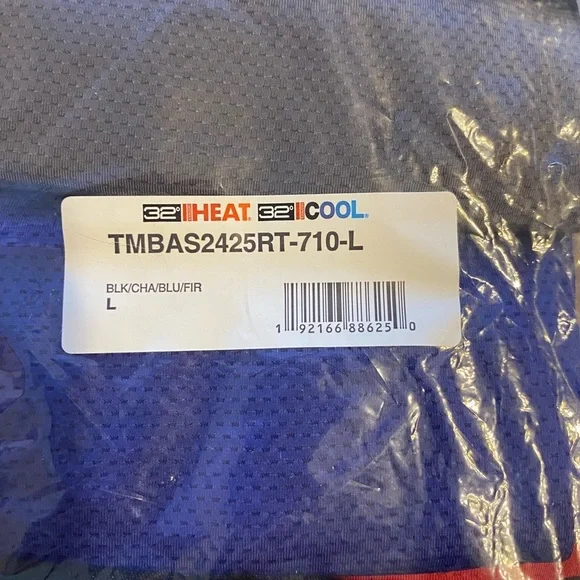 32° HEAT. 32° COOL®
TMBAS2425RT-710-L
BLK/CHA/BLU/FIR
L
1 92166 88625 0